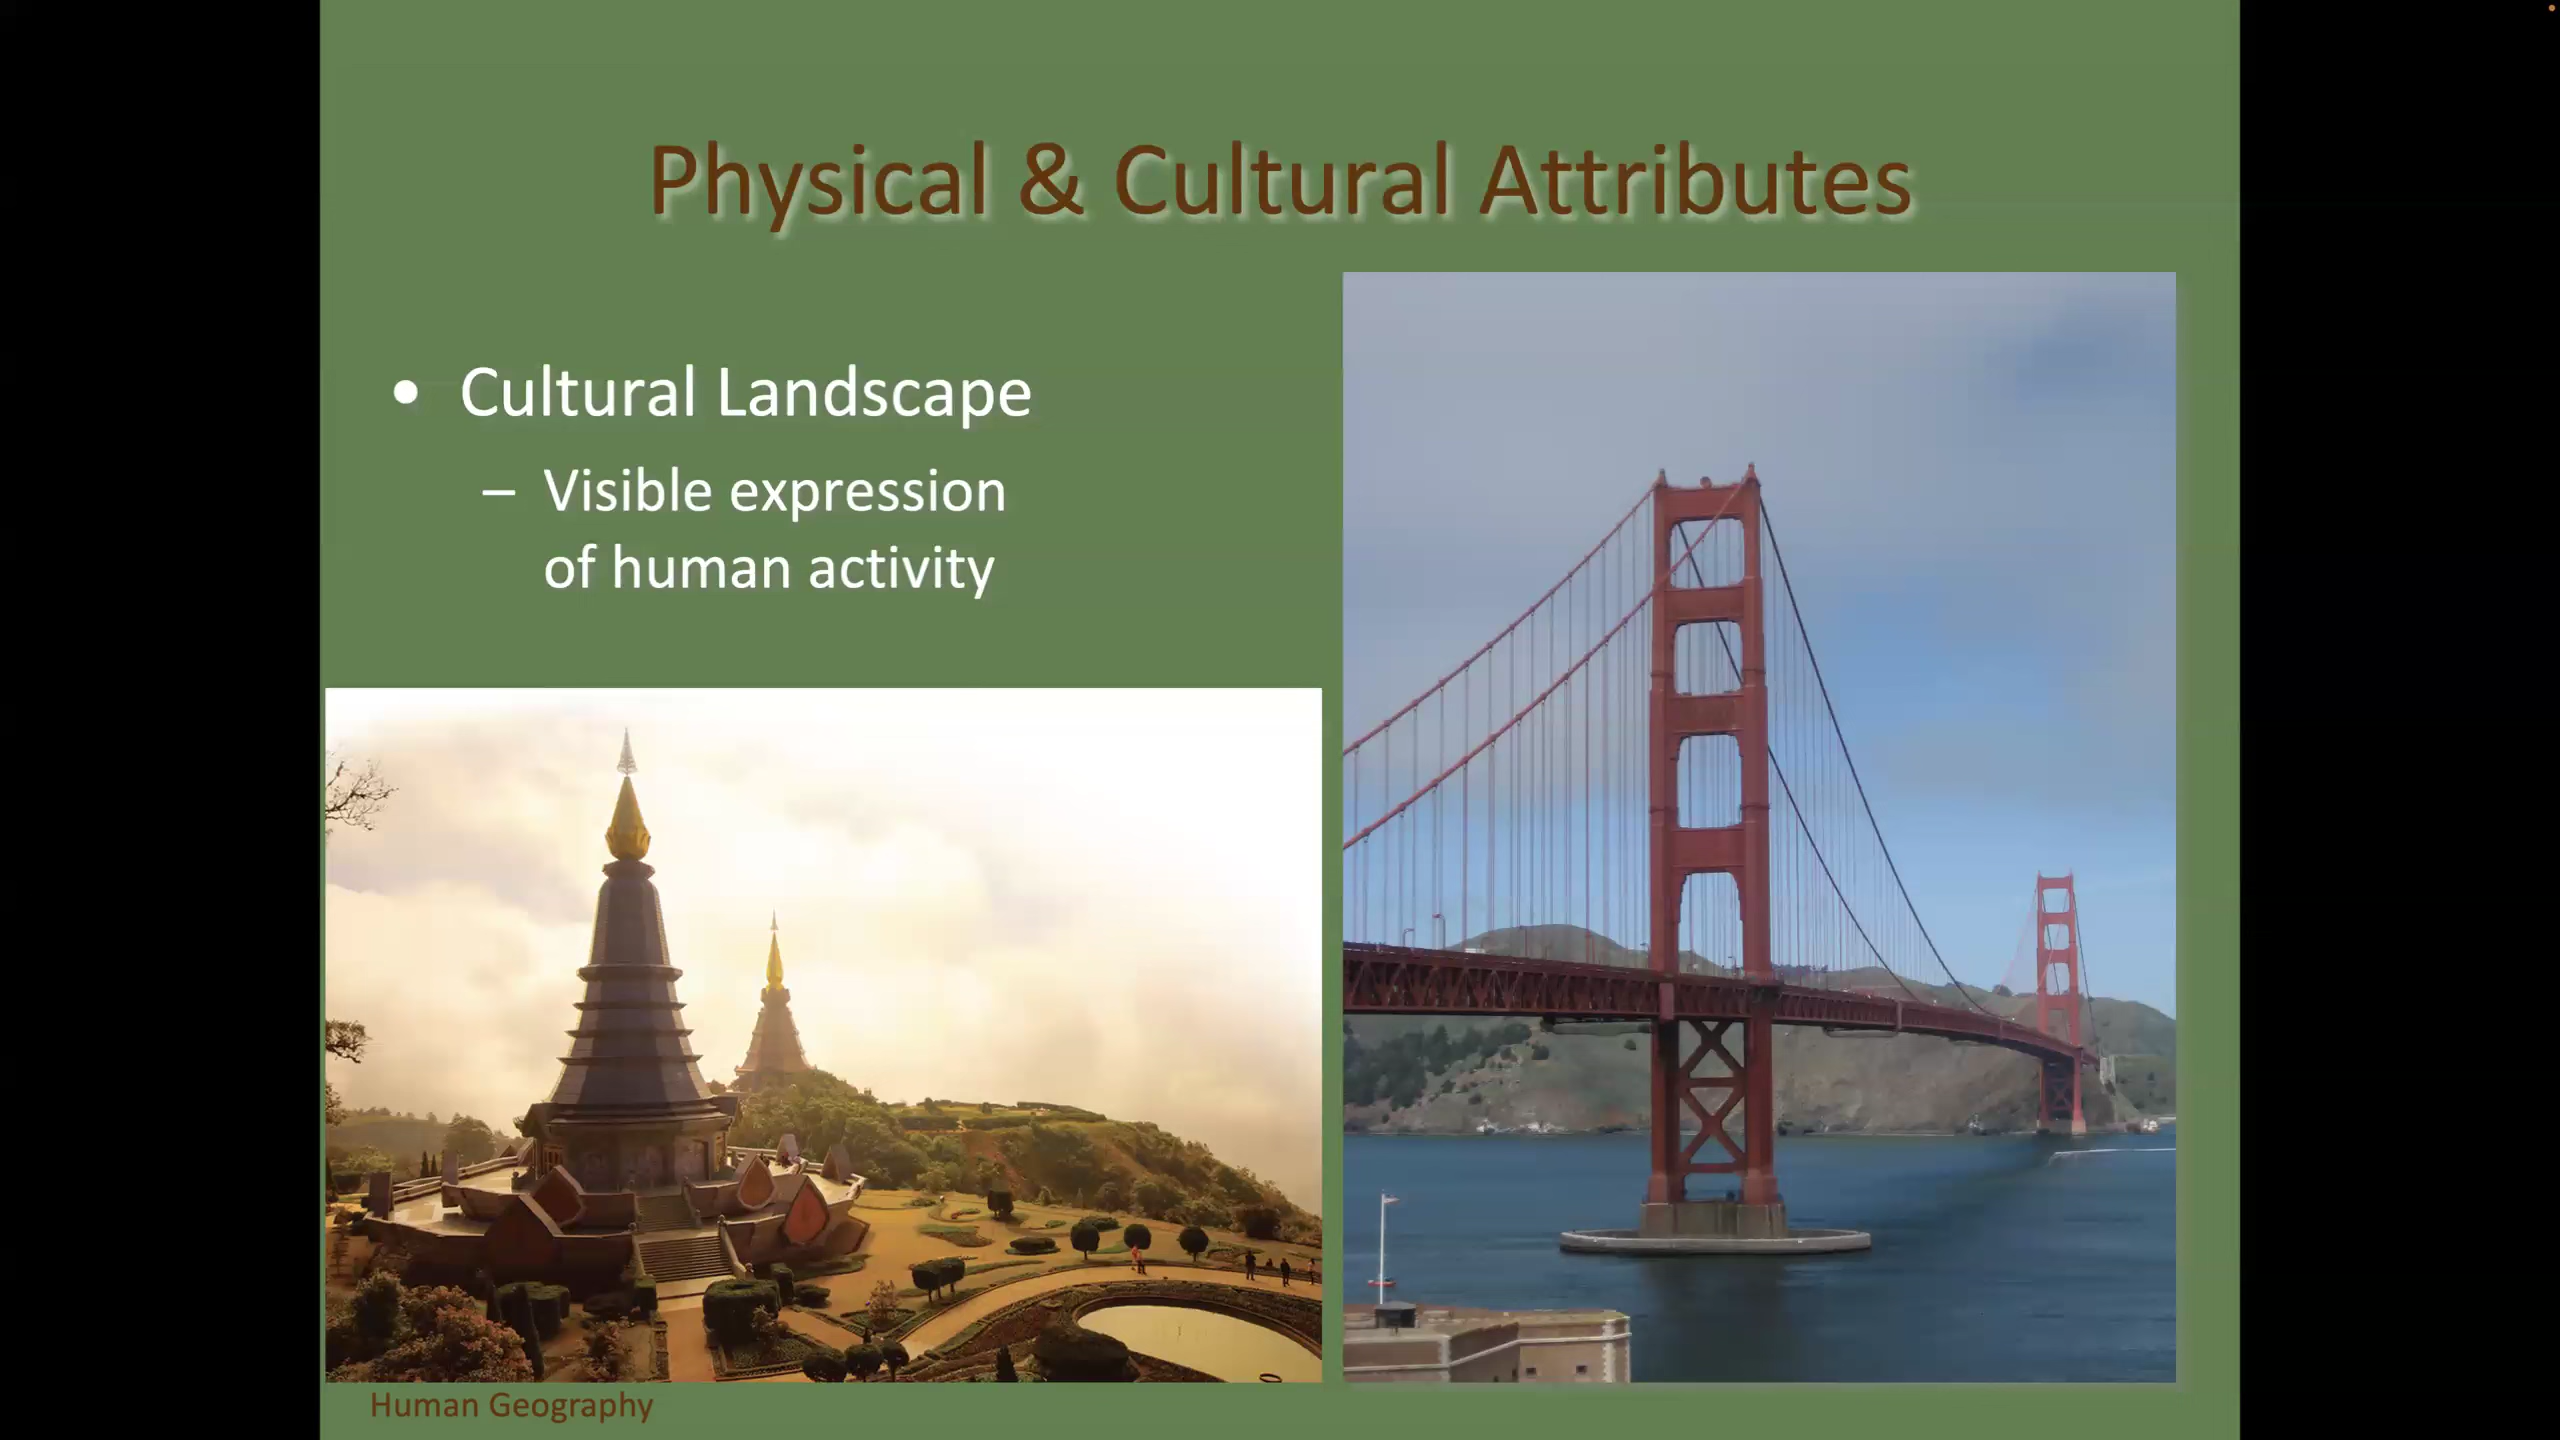 Physical & Cultural Attributes
• Cultural Landscape
– Visible expression
of human activity
Human Geography